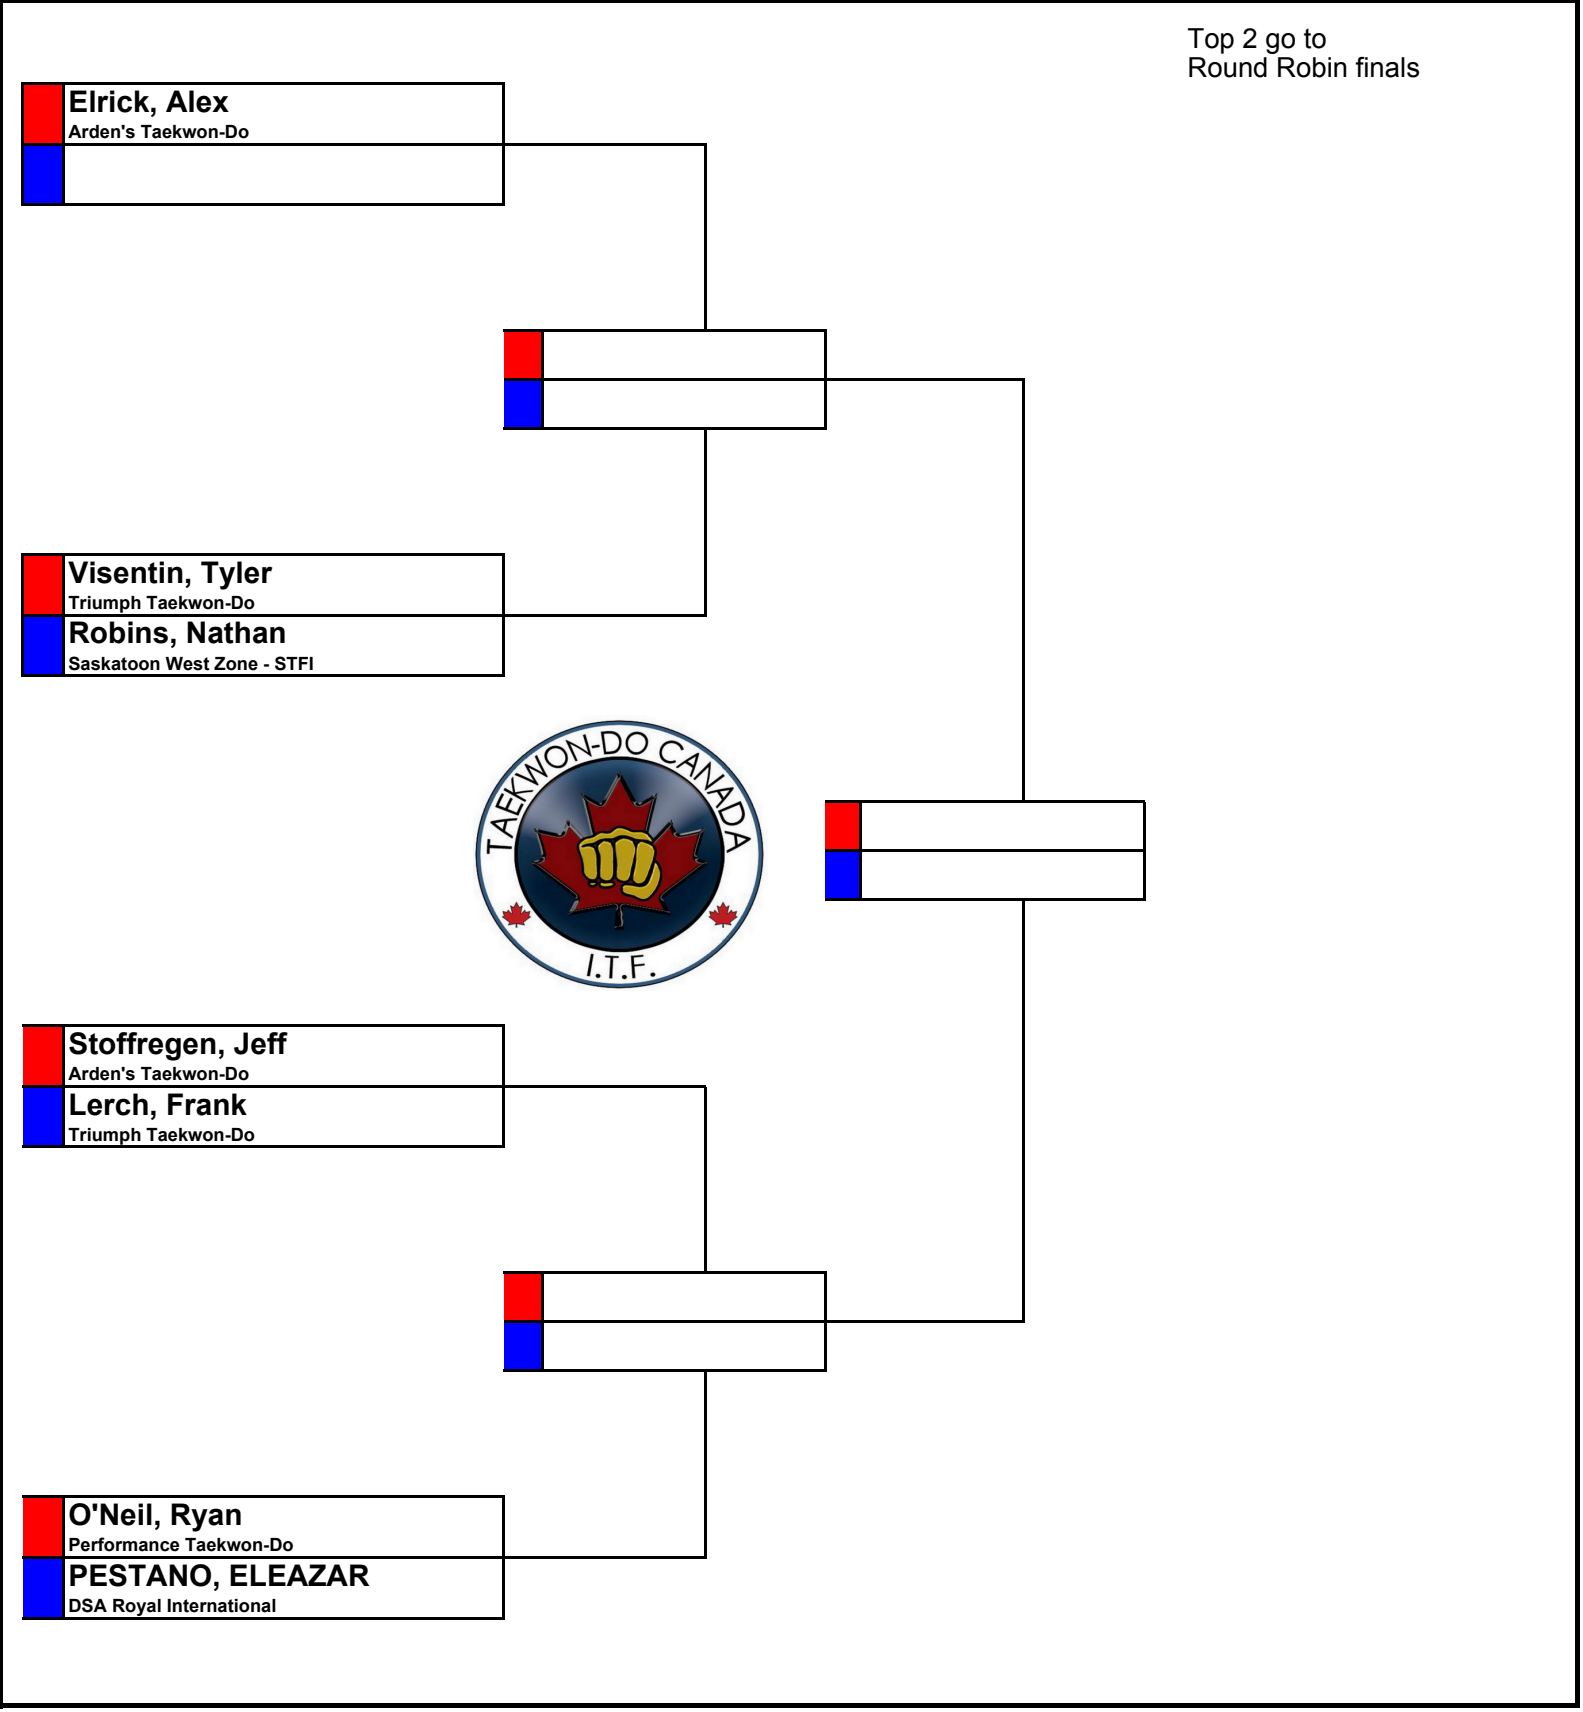 Top 2 go to
Round Robin finals
Elrick, Alex
Arden's Taekwon-Do
Visentin, Tyler
Triumph Taekwon-Do
Robins, Nathan
Saskatoon West Zone - STFI
TAEKWON-DO CANADA
I.T.F.
Stoffregen, Jeff
Arden's Taekwon-Do
Lerch, Frank
Triumph Taekwon-Do
O'Neil, Ryan
Performance Taekwon-Do
PESTANO, ELEAZAR
DSA Royal International